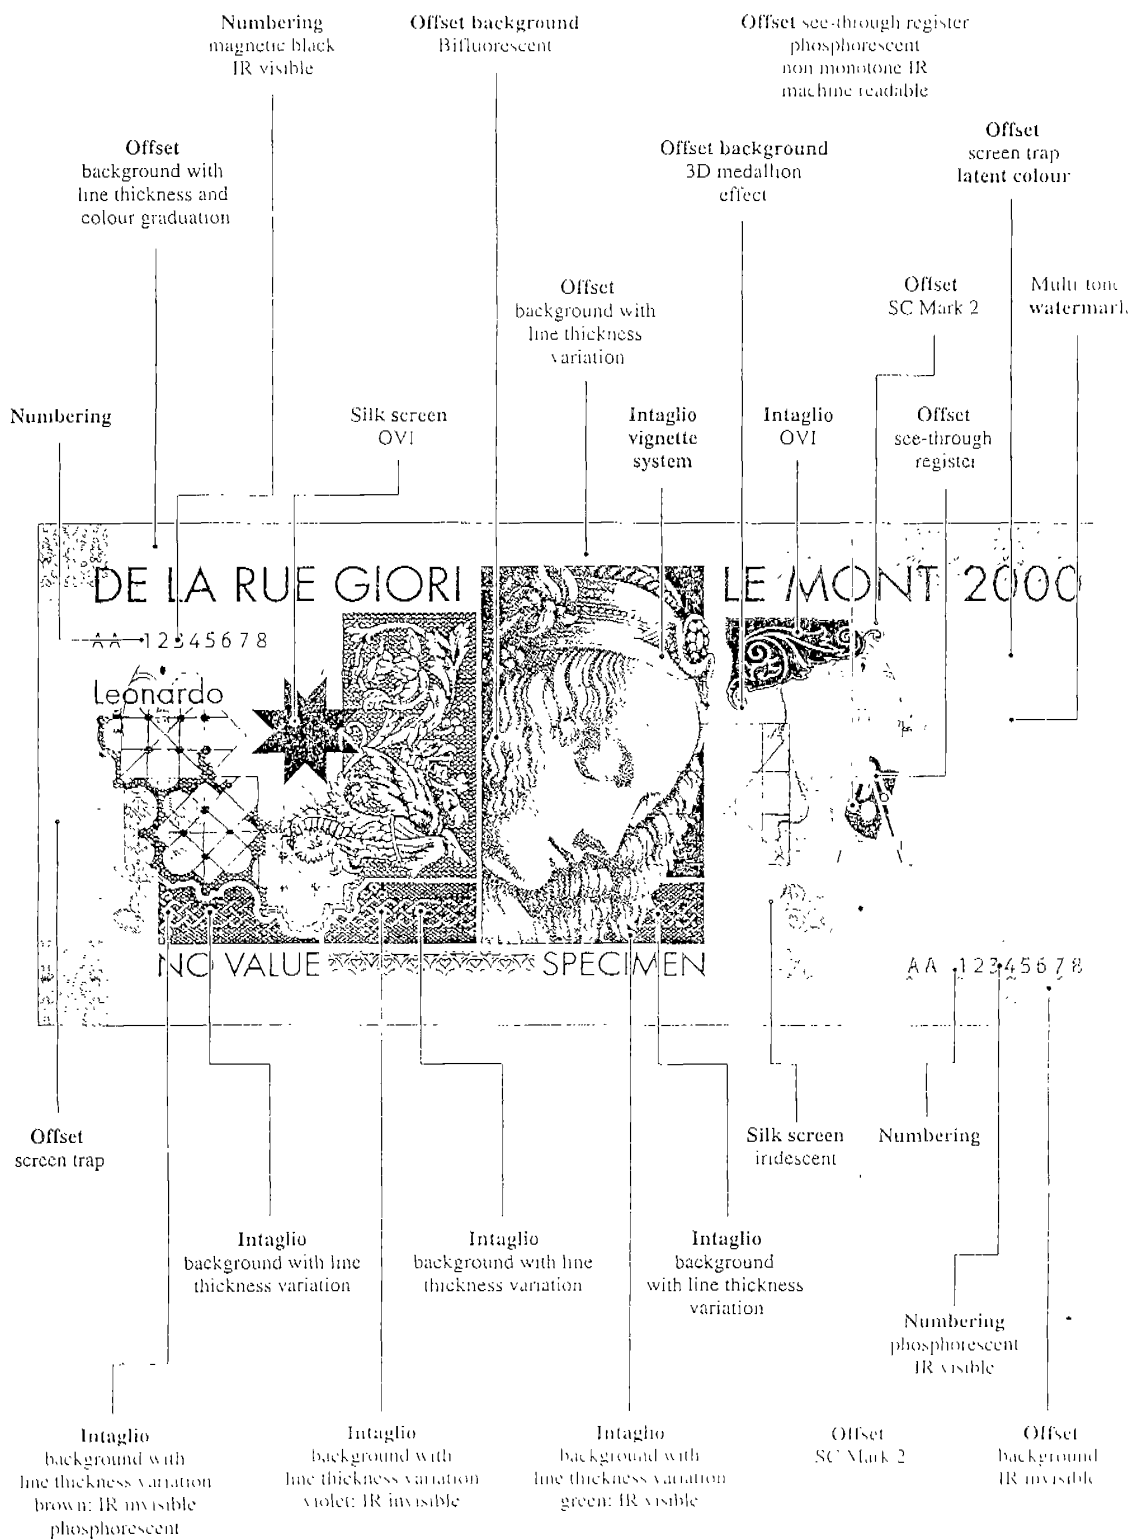 Numbering
magnetic black
IR visible
Offset background
Bifluorescent
Offset see-through register
phosphorescent
non monotone IR
machine readable
Offset
background with
line thickness and
colour graduation
Offset background
3D medallion
effect
Offset
screen trap
latent colour
Offset
background with
line thickness
variation
Offset
SC Mark 2
Multi tone
watermark
Numbering
Silk screen
OVI
Intaglio
vignette
system
Intaglio
OVI
Offset
see-through
register
DE LA RUE GIORI
LE MONT 2000
AA 12345678
Leonardo
NO VALUE
SPECIMEN
AA 12345678
Offset
screen trap
Silk screen
iridescent
Numbering
Intaglio
background with line
thickness variation
Intaglio
background with line
thickness variation
Intaglio
background
with line thickness
variation
Numbering
phosphorescent
IR visible
Intaglio
background with
line thickness variation
brown: IR invisible
phosphorescent
Intaglio
background with
line thickness variation
violet: IR invisible
Intaglio
background with
line thickness variation
green: IR visible
Offset
SC Mark 2
Offset
background
IR invisible